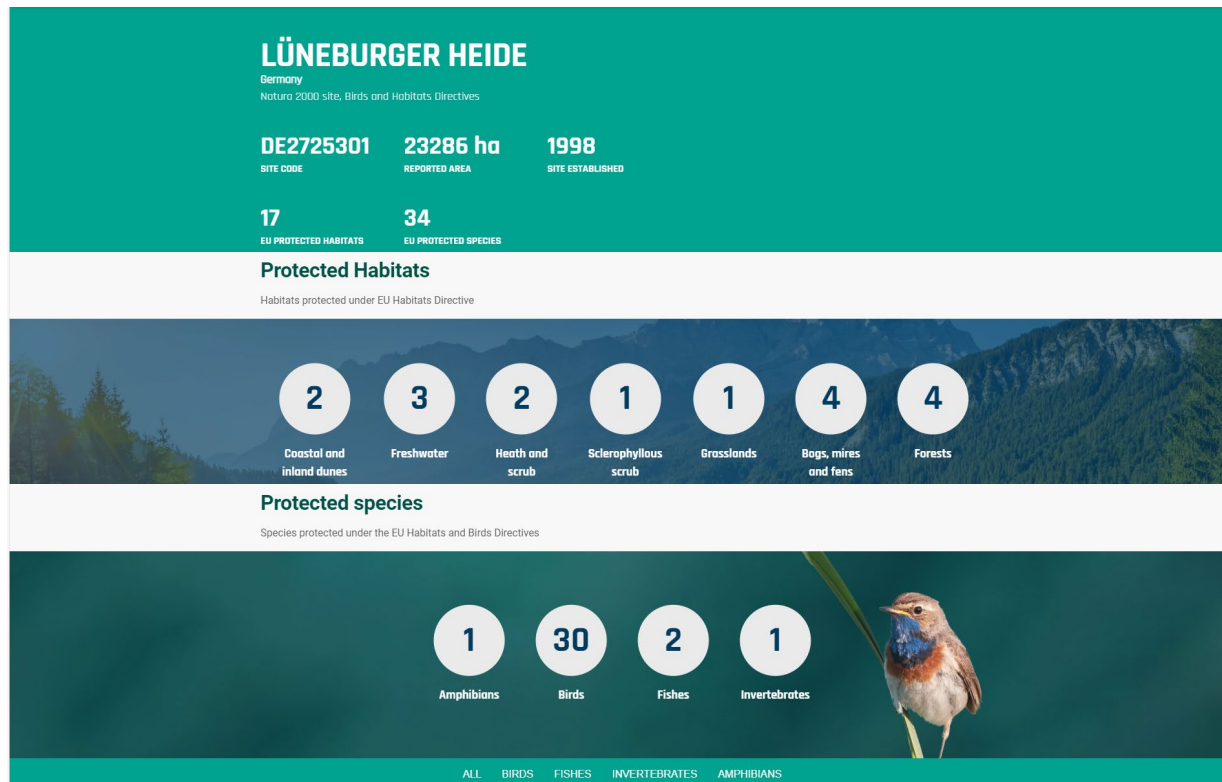 LÜNEBURGER HEIDE
Germany
Natura 2000 site, Birds and Habitats Directives
DE2725301 23286 ha 1998
SITE CODE REPORTED AREA SITE ESTABLISHED
17 34
EU PROTECTED HABITATS EU PROTECTED SPECIES
Protected Habitats
Habitats protected under EU Habitats Directive
2 3 2 1 1 4 4
Coastal and Freshwater Heath and Sclerophyllous Grasslands Bogs, mires Forests
inland dunes scrub scrub and fens
Protected species
Species protected under the EU Habitats and Birds Directives
1 30 2 1
Amphibians Birds Fishes Invertebrates
ALL BIRDS FISHES INVERTEBRATES AMPHIBIANS